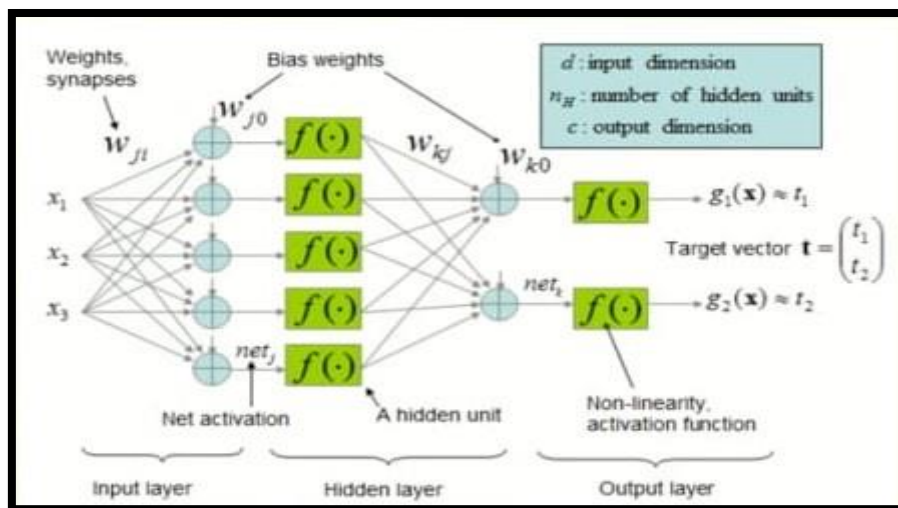 Weights,
synapses
Bias weights
d : input dimension
n_H : number of hidden units
c : output dimension
w_ji
w_j0
f(·)
w_kj
w_k0
x_1
f(·)
f(·)
g_1(x) ≈ t_1
x_2
f(·)
Target vector t = (t_1
t_2)
x_3
f(·)
net_k
f(·)
g_2(x) ≈ t_2
net_j
f(·)
Net activation
A hidden unit
Non-linearity,
activation function
Input layer
Hidden layer
Output layer